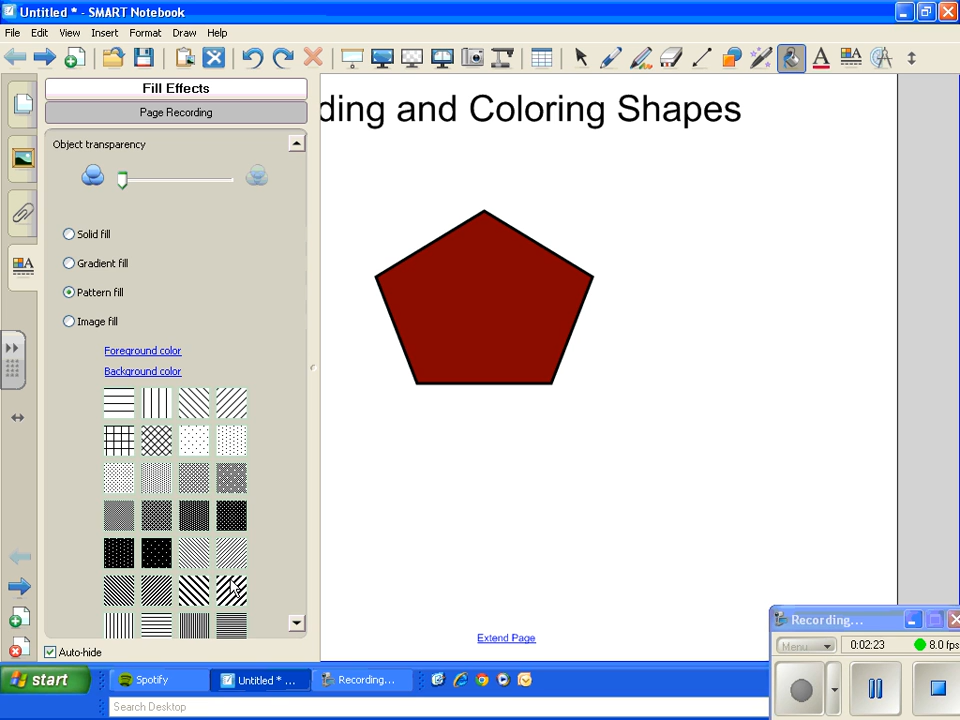 Untitled * - SMART Notebook
File Edit View Insert Format Draw Help
Fill Effects
Page Recording
ding and Coloring Shapes
Object transparency
Solid fill
Gradient fill
Pattern fill
Image fill
Foreground color
Background color
Extend Page
Auto-hide
Recording...
Menu 0:02:23 8.0 fps
start Spotify Untitled * ... Recording...
Search Desktop